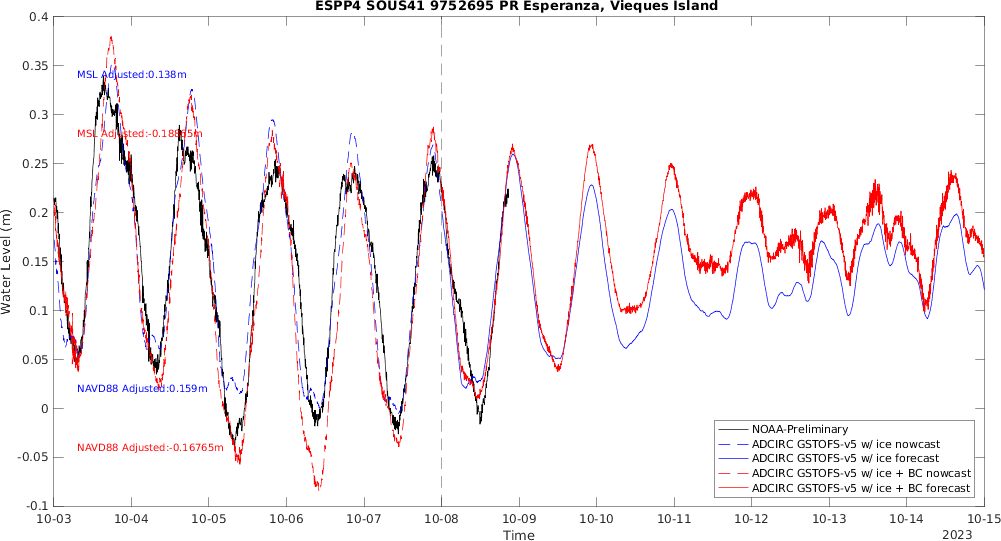 ESPP4 SOUS41 9752695 PR Esperanza, Vieques Island
0.4
0.35
0.3
0.25
0.2
0.15
0.1
0.05
0
-0.05
-0.1
Water Level (m)
MSL Adjusted:0.138m
MSL Adjusted:-0.18865m
NAVD88 Adjusted:0.159m
NAVD88 Adjusted:-0.16765m
NOAA-Preliminary
ADCIRC GSTOFS-v5 w/ ice nowcast
ADCIRC GSTOFS-v5 w/ ice forecast
ADCIRC GSTOFS-v5 w/ ice + BC nowcast
ADCIRC GSTOFS-v5 w/ ice + BC forecast
10-03 10-04 10-05 10-06 10-07 10-08 10-09 10-10 10-11 10-12 10-13 10-14 10-15
Time
2023